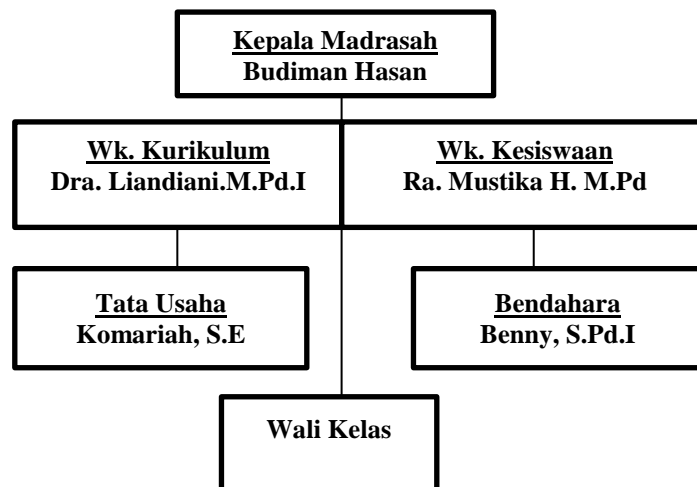 Kepala Madrasah
Budiman Hasan
Wk. Kurikulum
Dra. Liandiani.M.Pd.I
Wk. Kesiswaan
Ra. Mustika H. M.Pd
Tata Usaha
Komariah, S.E
Bendahara
Benny, S.Pd.I
Wali Kelas